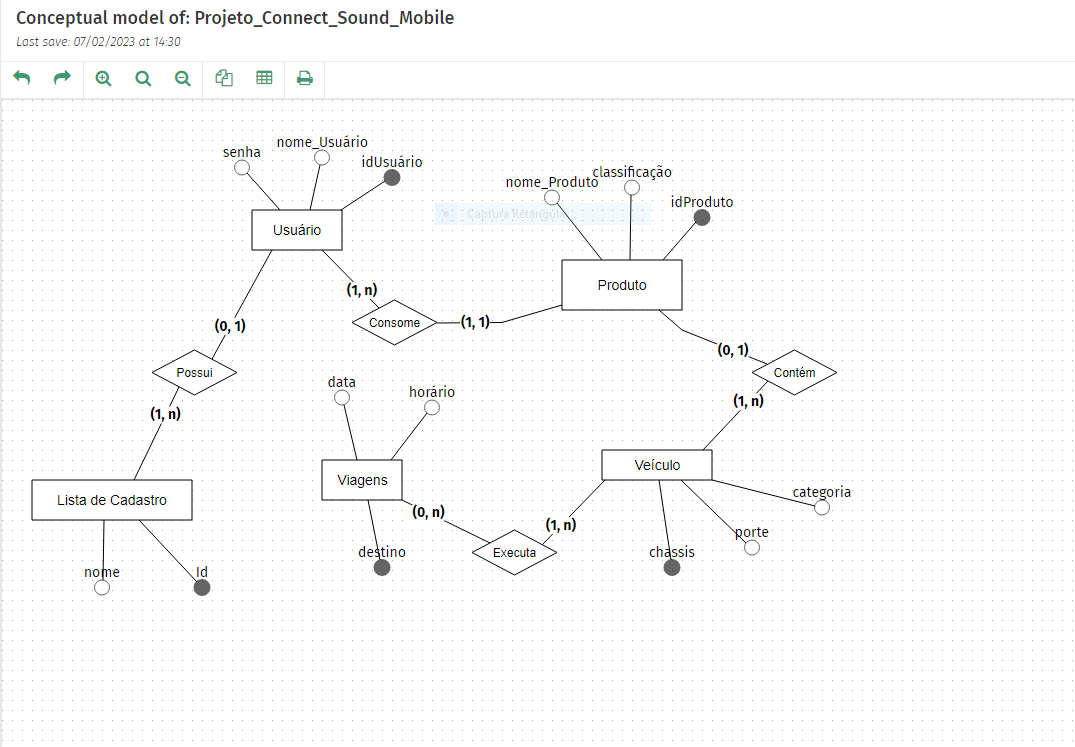 Conceptual model of: Projeto_Connect_Sound_Mobile
Last save: 07/02/2023 at 14:30
nome_Usuário
senha
idUsuário
classificação
nome_Produto
idProduto
Captura Retangular
Usuário
Produto
(1, n)
Consome
(1, 1)
(0, 1)
(0, 1)
Possui
Contém
data
horário
(1, n)
(1, n)
Veículo
Viagens
Lista de Cadastro
categoria
(0, n)
(1, n)
porte
destino
Executa
chassis
nome
Id